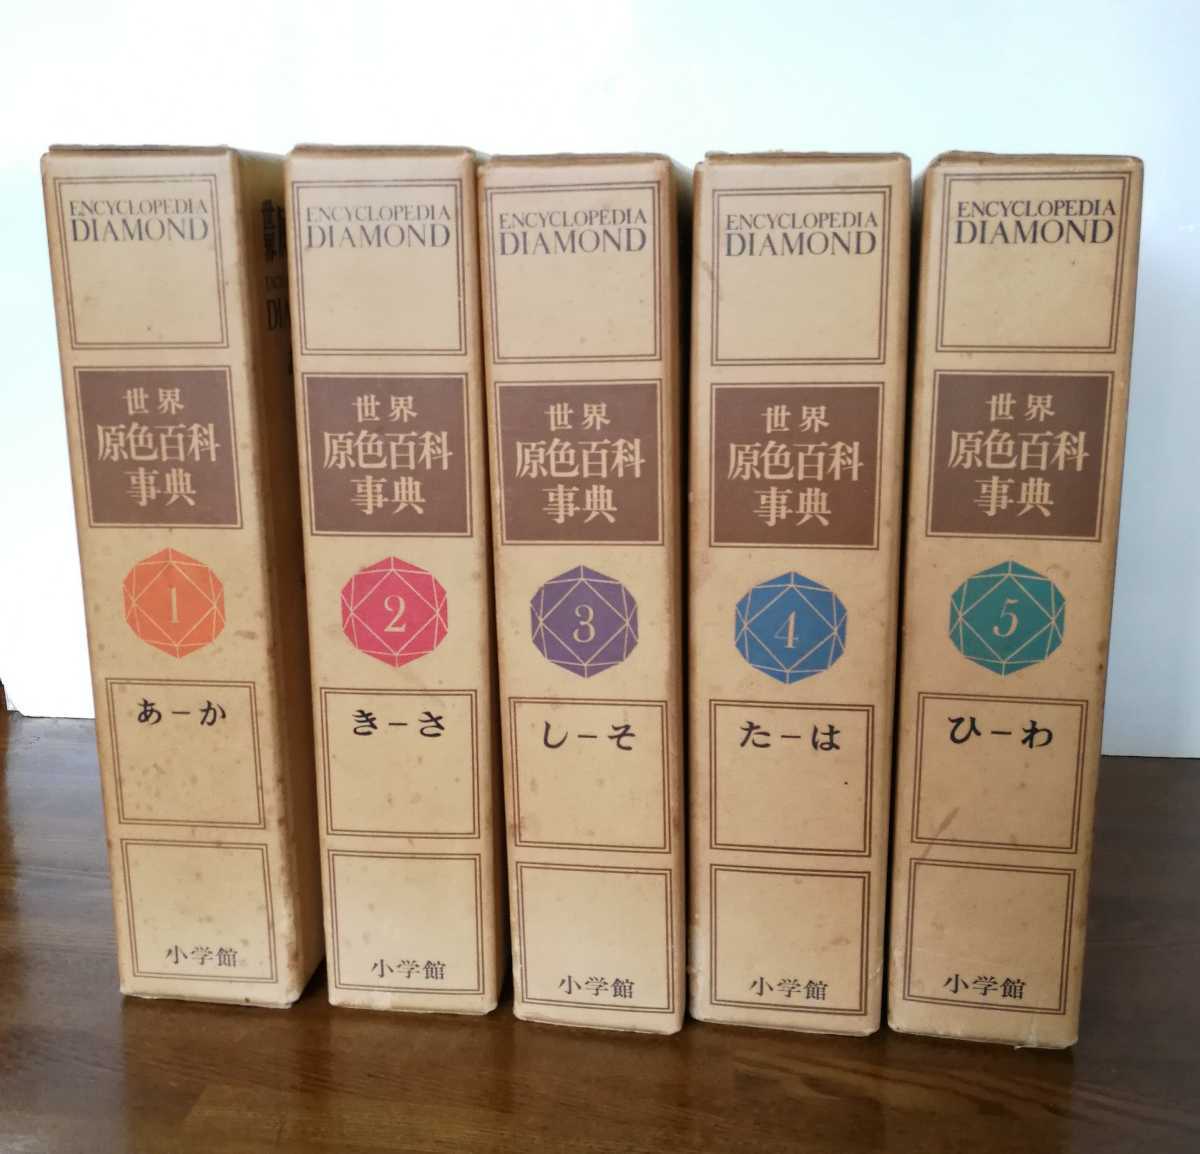 ENCYCLOPEDIA
DIAMOND
世界
原色百科
事典
1
あ－か
小学館
世界
ENCYCLOPEDIA
DIAMOND
世界
原色百科
事典
2
き－さ
小学館
ENCYCLOPEDIA
DIAMOND
世界
原色百科
事典
3
し－そ
小学館
ENCYCLOPEDIA
DIAMOND
世界
原色百科
事典
4
た－は
小学館
ENCYCLOPEDIA
DIAMOND
世界
原色百科
事典
5
ひ－わ
小学館